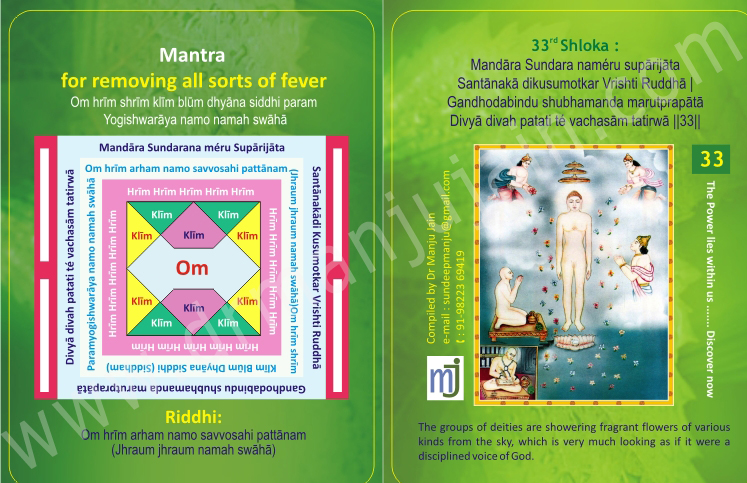 Mantra
for removing all sorts of fever
Om hrīm shrīm klīm blūm dhyāna siddhi param
Yogishwarāya namo namah swāhā
Mandāra Sundarana méru Supārijāta
Santānakādi Kusumotkar Vrishti Ruddhā
Gandhodabindu shubhamanda marutprapātā
Divyā divah patati té vachasām tatirwā
Om hrīm arham namo savvosahi pattānam
(Jhraum jhraum namah swāhā)Om hrīm shrīm
Klīm Blūm Dhyāna Siddhi (Siddham)
Paramyogishwarāya namo namah swāhā
Hrīm Hrīm Hrīm Hrīm Hrīm
Hrīm Hrīm Hrīm Hrīm Hrīm
Hrīm Hrīm Hrīm Hrīm Hrīm
Hrīm Hrīm Hrīm Hrīm Hrīm
Klīm Klīm
Klīm Klīm Klīm
Om
Klīm Klīm Klīm
Klīm Klīm
Riddhi:
Om hrīm arham namo savvosahi pattānam
(Jhraum jhraum namah swāhā)
33rd Shloka :
Mandāra Sundara naméru supārijāta
Santānakā dikusumotkar Vrishti Ruddhā |
Gandhodabindu shubhamanda marutprapātā
Divyā divah patati té vachasām tatirwā ||33||
33
The Power lies within us ....... Discover now
Compiled by Dr Manju Jain
e-mail : sundeepmanju@gmail.com
: 91-98223 69419
mj
The groups of deities are showering fragrant flowers of various
kinds from the sky, which is very much looking as if it were a
disciplined voice of God.
www.drmanjujain.com